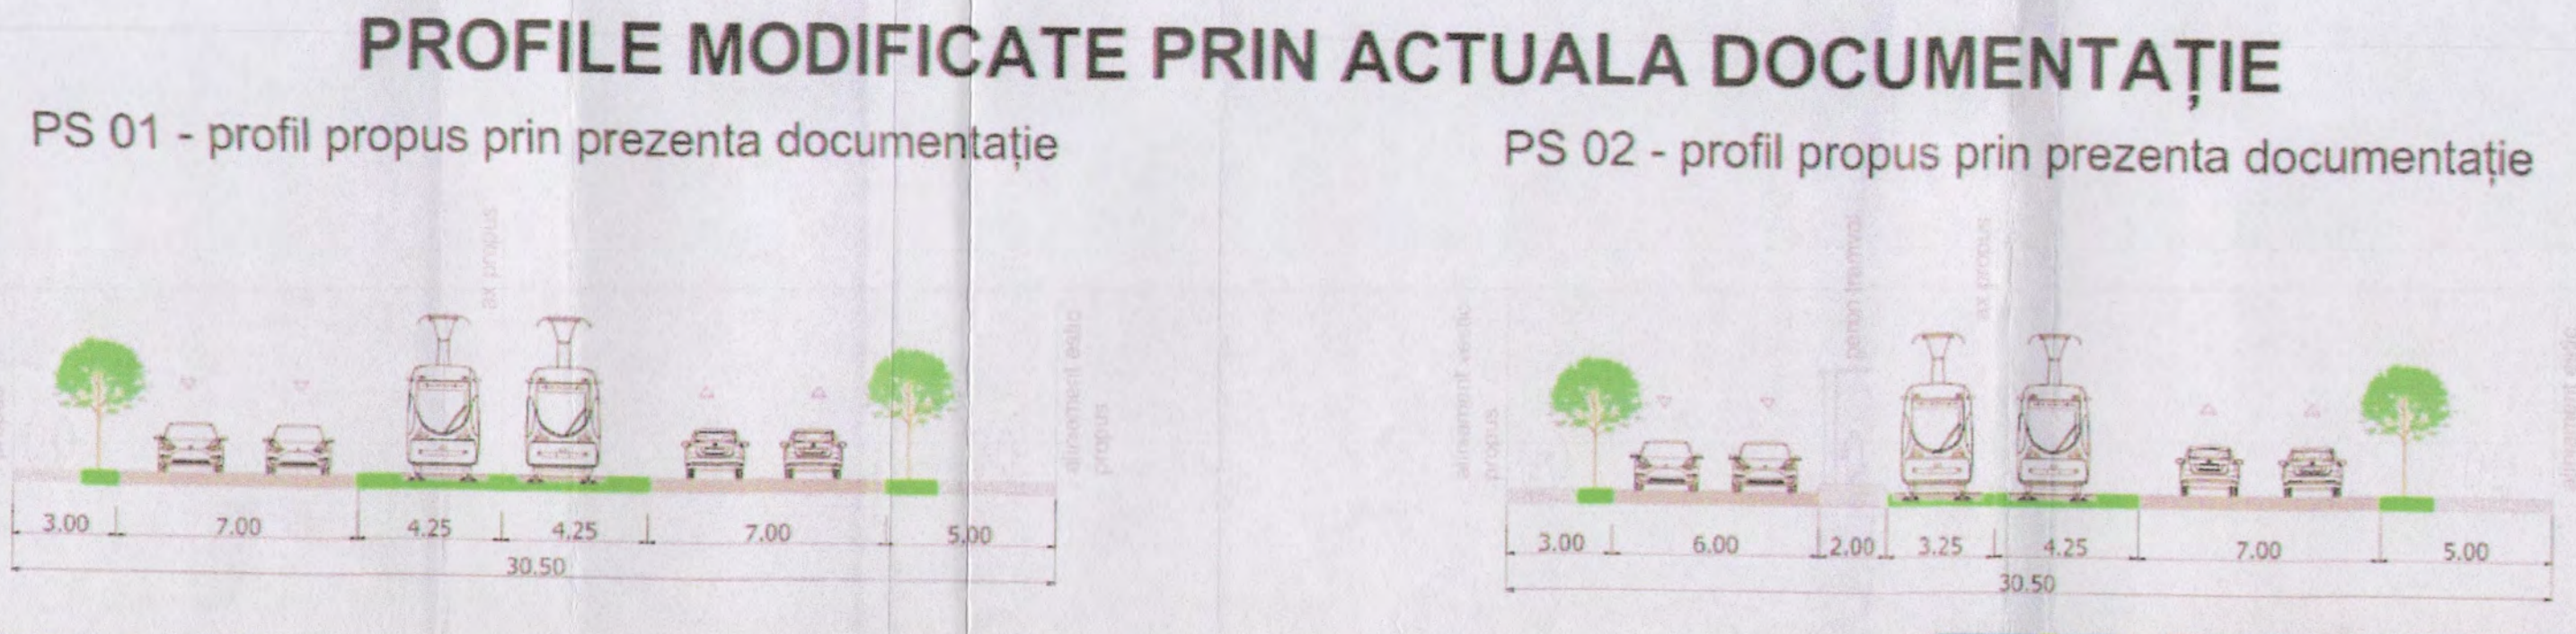 PROFILE MODIFICATE PRIN ACTUALA DOCUMENTAȚIE
PS 01 - profil propus prin prezenta documentație
PS 02 - profil propus prin prezenta documentație
ax propus
aliniament estic
propus
3.00 7.00 4.25 4.25 7.00 5.00
30.50
aliniament vestic
propus
peron tramvai
ax propus
3.00 6.00 2.00 3.25 4.25 7.00 5.00
30.50